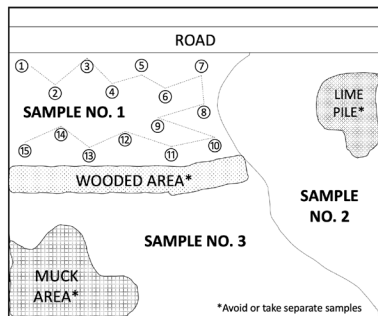 ROAD
① ③ ⑤ ⑦
② ④ ⑥
LIME
PILE*
SAMPLE NO. 1
⑧
⑨
⑭ ⑫ ⑩
⑮ ⑬ ⑪
WOODED AREA*
SAMPLE
NO. 2
SAMPLE NO. 3
MUCK
AREA*
*Avoid or take separate samples